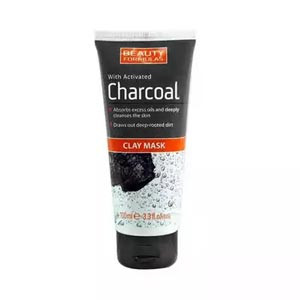 BEAUTY
FORMULAS
With Activated
Charcoal
• Absorbs excess oils and deeply
cleanses the skin
• Draws out deep-rooted dirt
CLAY MASK
100ml e 3.3 fl.oz